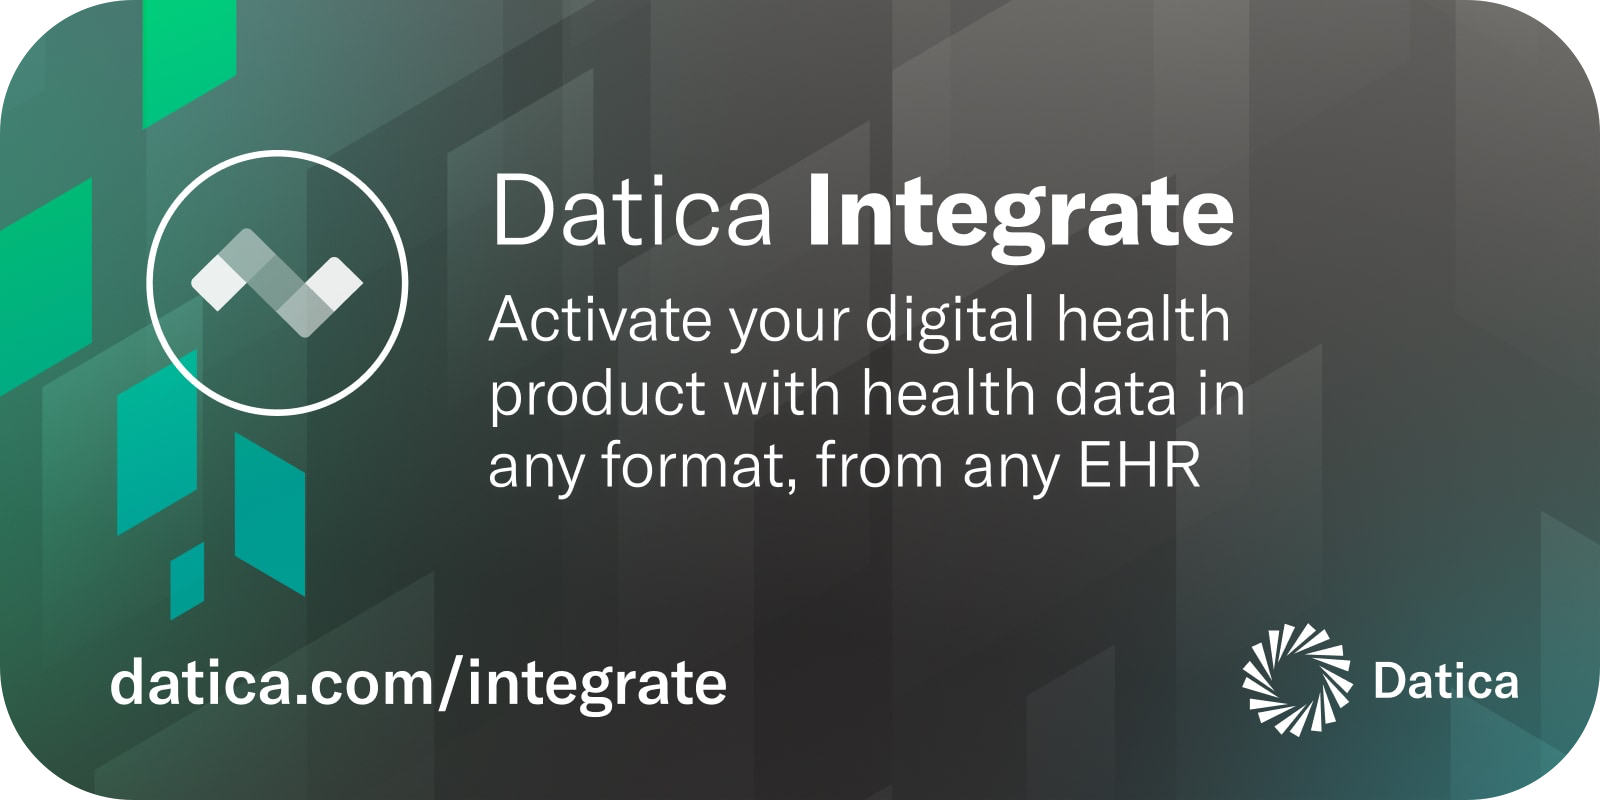 Datica Integrate
Activate your digital health
product with health data in
any format, from any EHR
datica.com/integrate
Datica